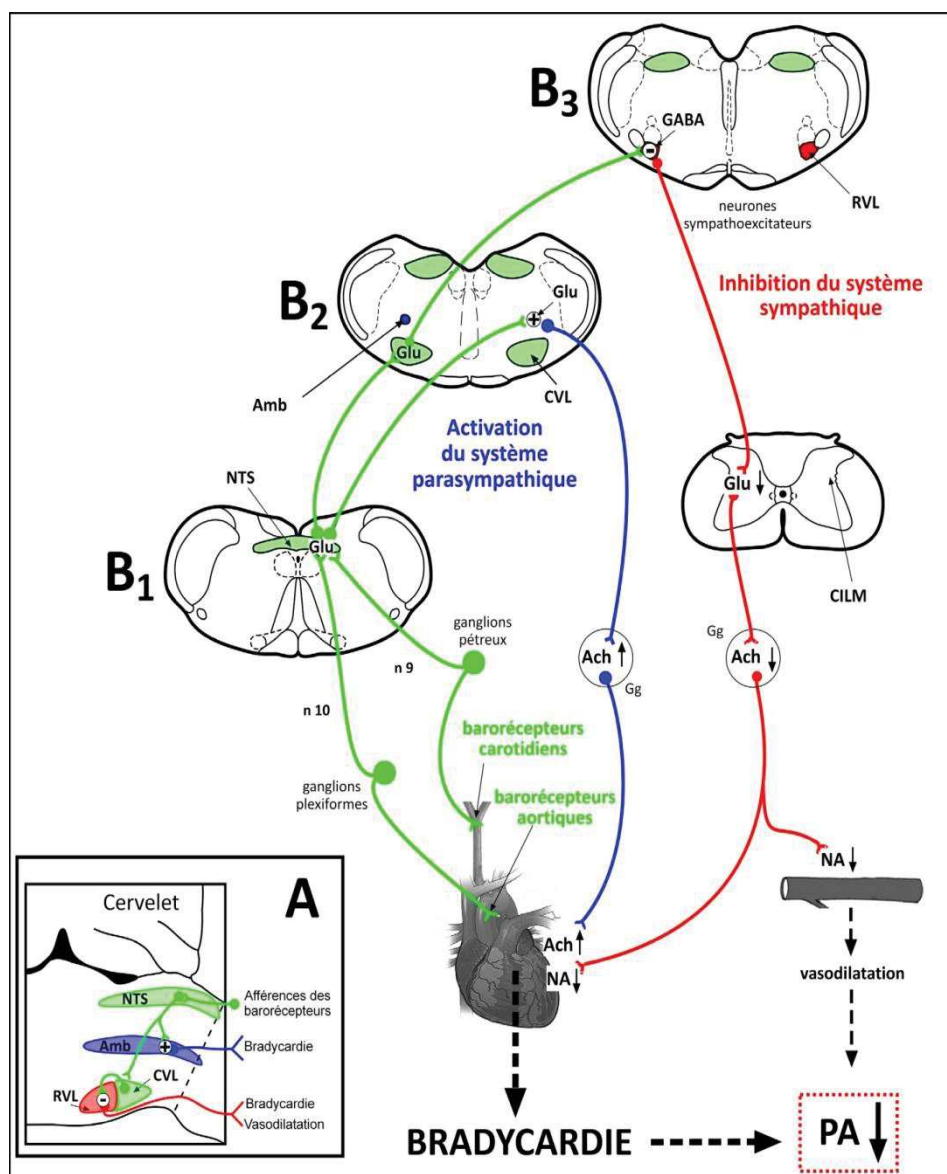 B3
GABA
-
RVL
neurones
sympathoexcitateurs
Inhibition du système
sympathique
B2
Glu
+
Glu
Amb
CVL
Activation
du système
parasympathique
NTS
Glu
B1
Glu ↓
CILM
ganglions
pétreux
n 9
n 10
Ach ↑
Gg
Gg
Ach ↓
barorécepteurs
carotidiens
ganglions
plexiformes
barorécepteurs
aortiques
NA ↓
vasodilatation
Ach ↑
NA ↓
BRADYCARDIE
PA ↓
A
Cervelet
NTS
Afférences des
barorécepteurs
Amb
+
Bradycardie
CVL
RVL
-
Bradycardie
Vasodilatation